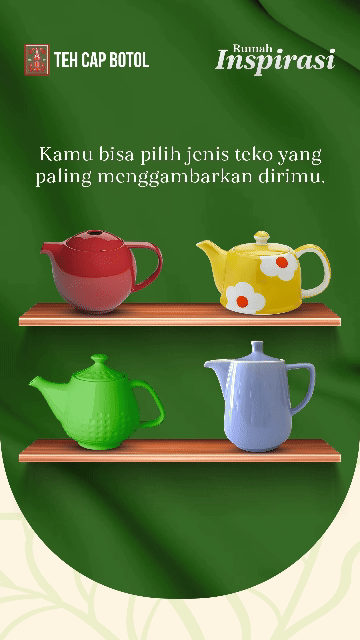 TEH CAP BOTOL
Rumah
Inspirasi
Kamu bisa pilih jenis teko yang
paling menggambarkan dirimu.